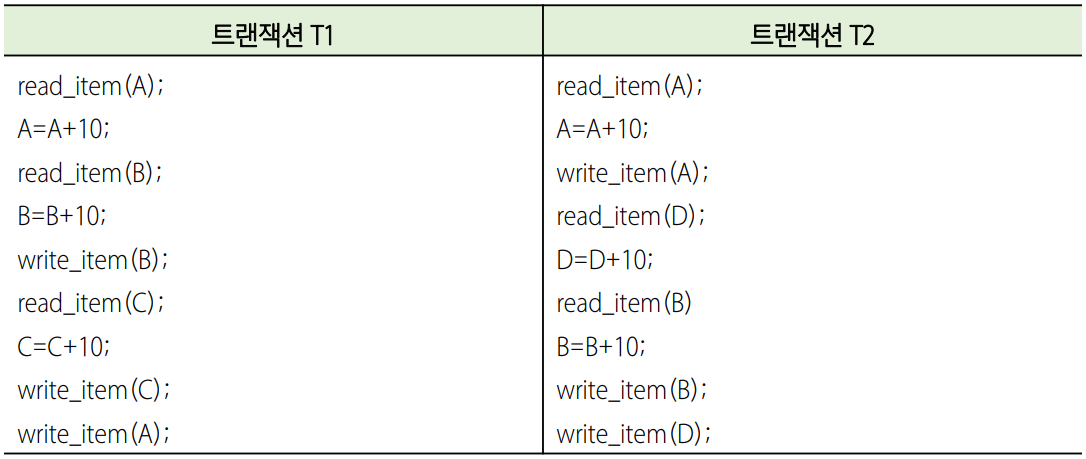 트랜잭션 T1
트랜잭션 T2
read_item(A);
A=A+10;
read_item(B);
B=B+10;
write_item(B);
read_item(C);
C=C+10;
write_item(C);
write_item(A);
read_item(A);
A=A+10;
write_item(A);
read_item(D);
D=D+10;
read_item(B)
B=B+10;
write_item(B);
write_item(D);